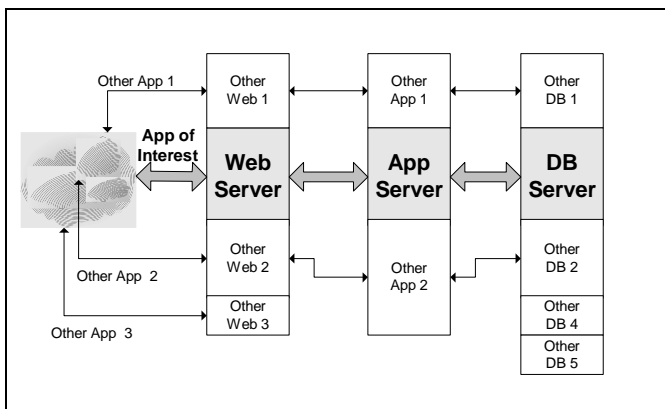 Other App 1
App of
Interest
Other App 2
Other App 3
Other
Web 1
Web
Server
Other
Web 2
Other
Web 3
Other
App 1
App
Server
Other
App 2
Other
DB 1
DB
Server
Other
DB 2
Other
DB 4
Other
DB 5